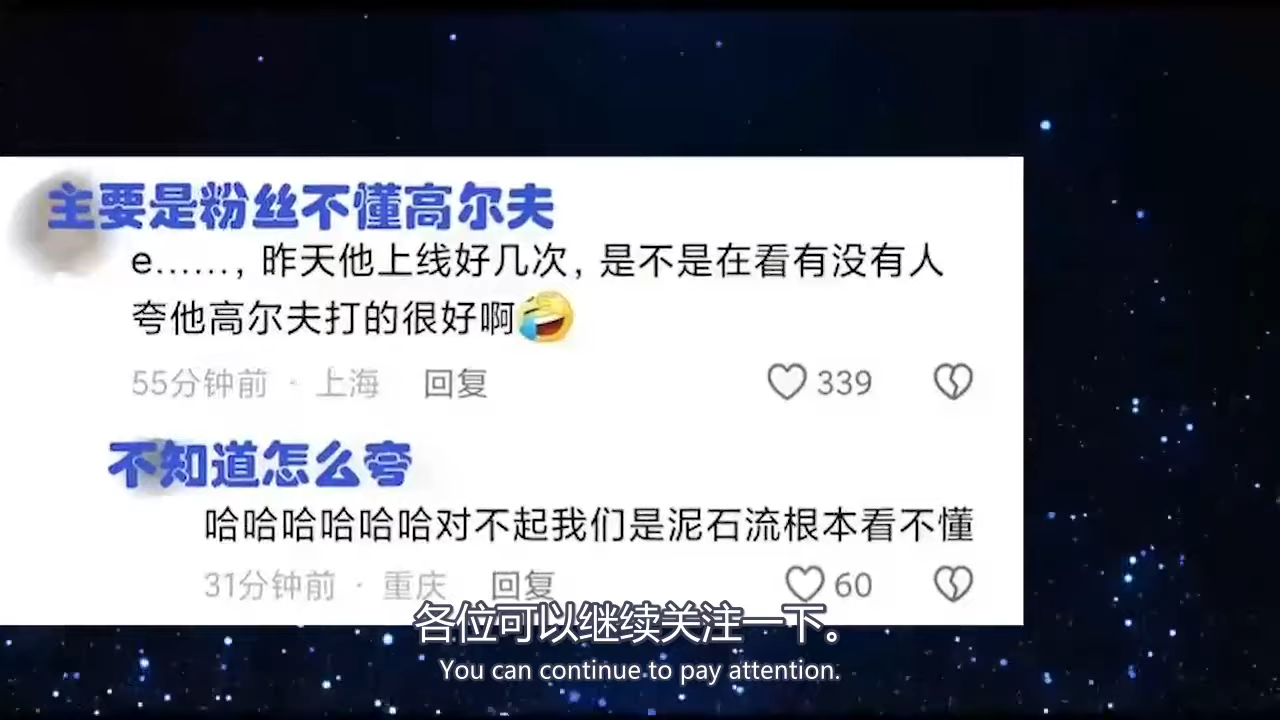 主要是粉丝不懂高尔夫
e……, 昨天他上线好几次, 是不是在看有没有人
夸他高尔夫打的很好啊🤣
55分钟前 · 上海 回复 339
不知道怎么夸
哈哈哈哈哈哈对不起我们是泥石流根本看不懂
31分钟前 · 重庆 回复 60
各位可以继续关注一下。
You can continue to pay attention.